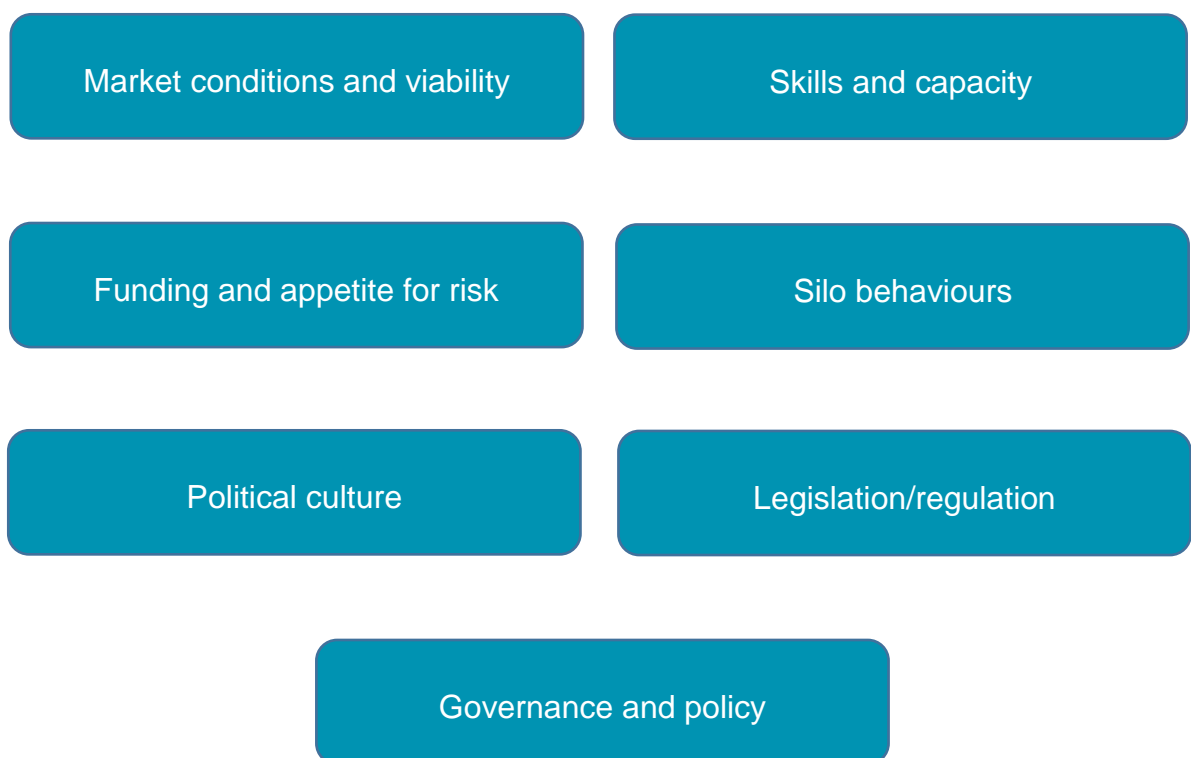 Market conditions and viability
Skills and capacity
Funding and appetite for risk
Silo behaviours
Political culture
Legislation/regulation
Governance and policy